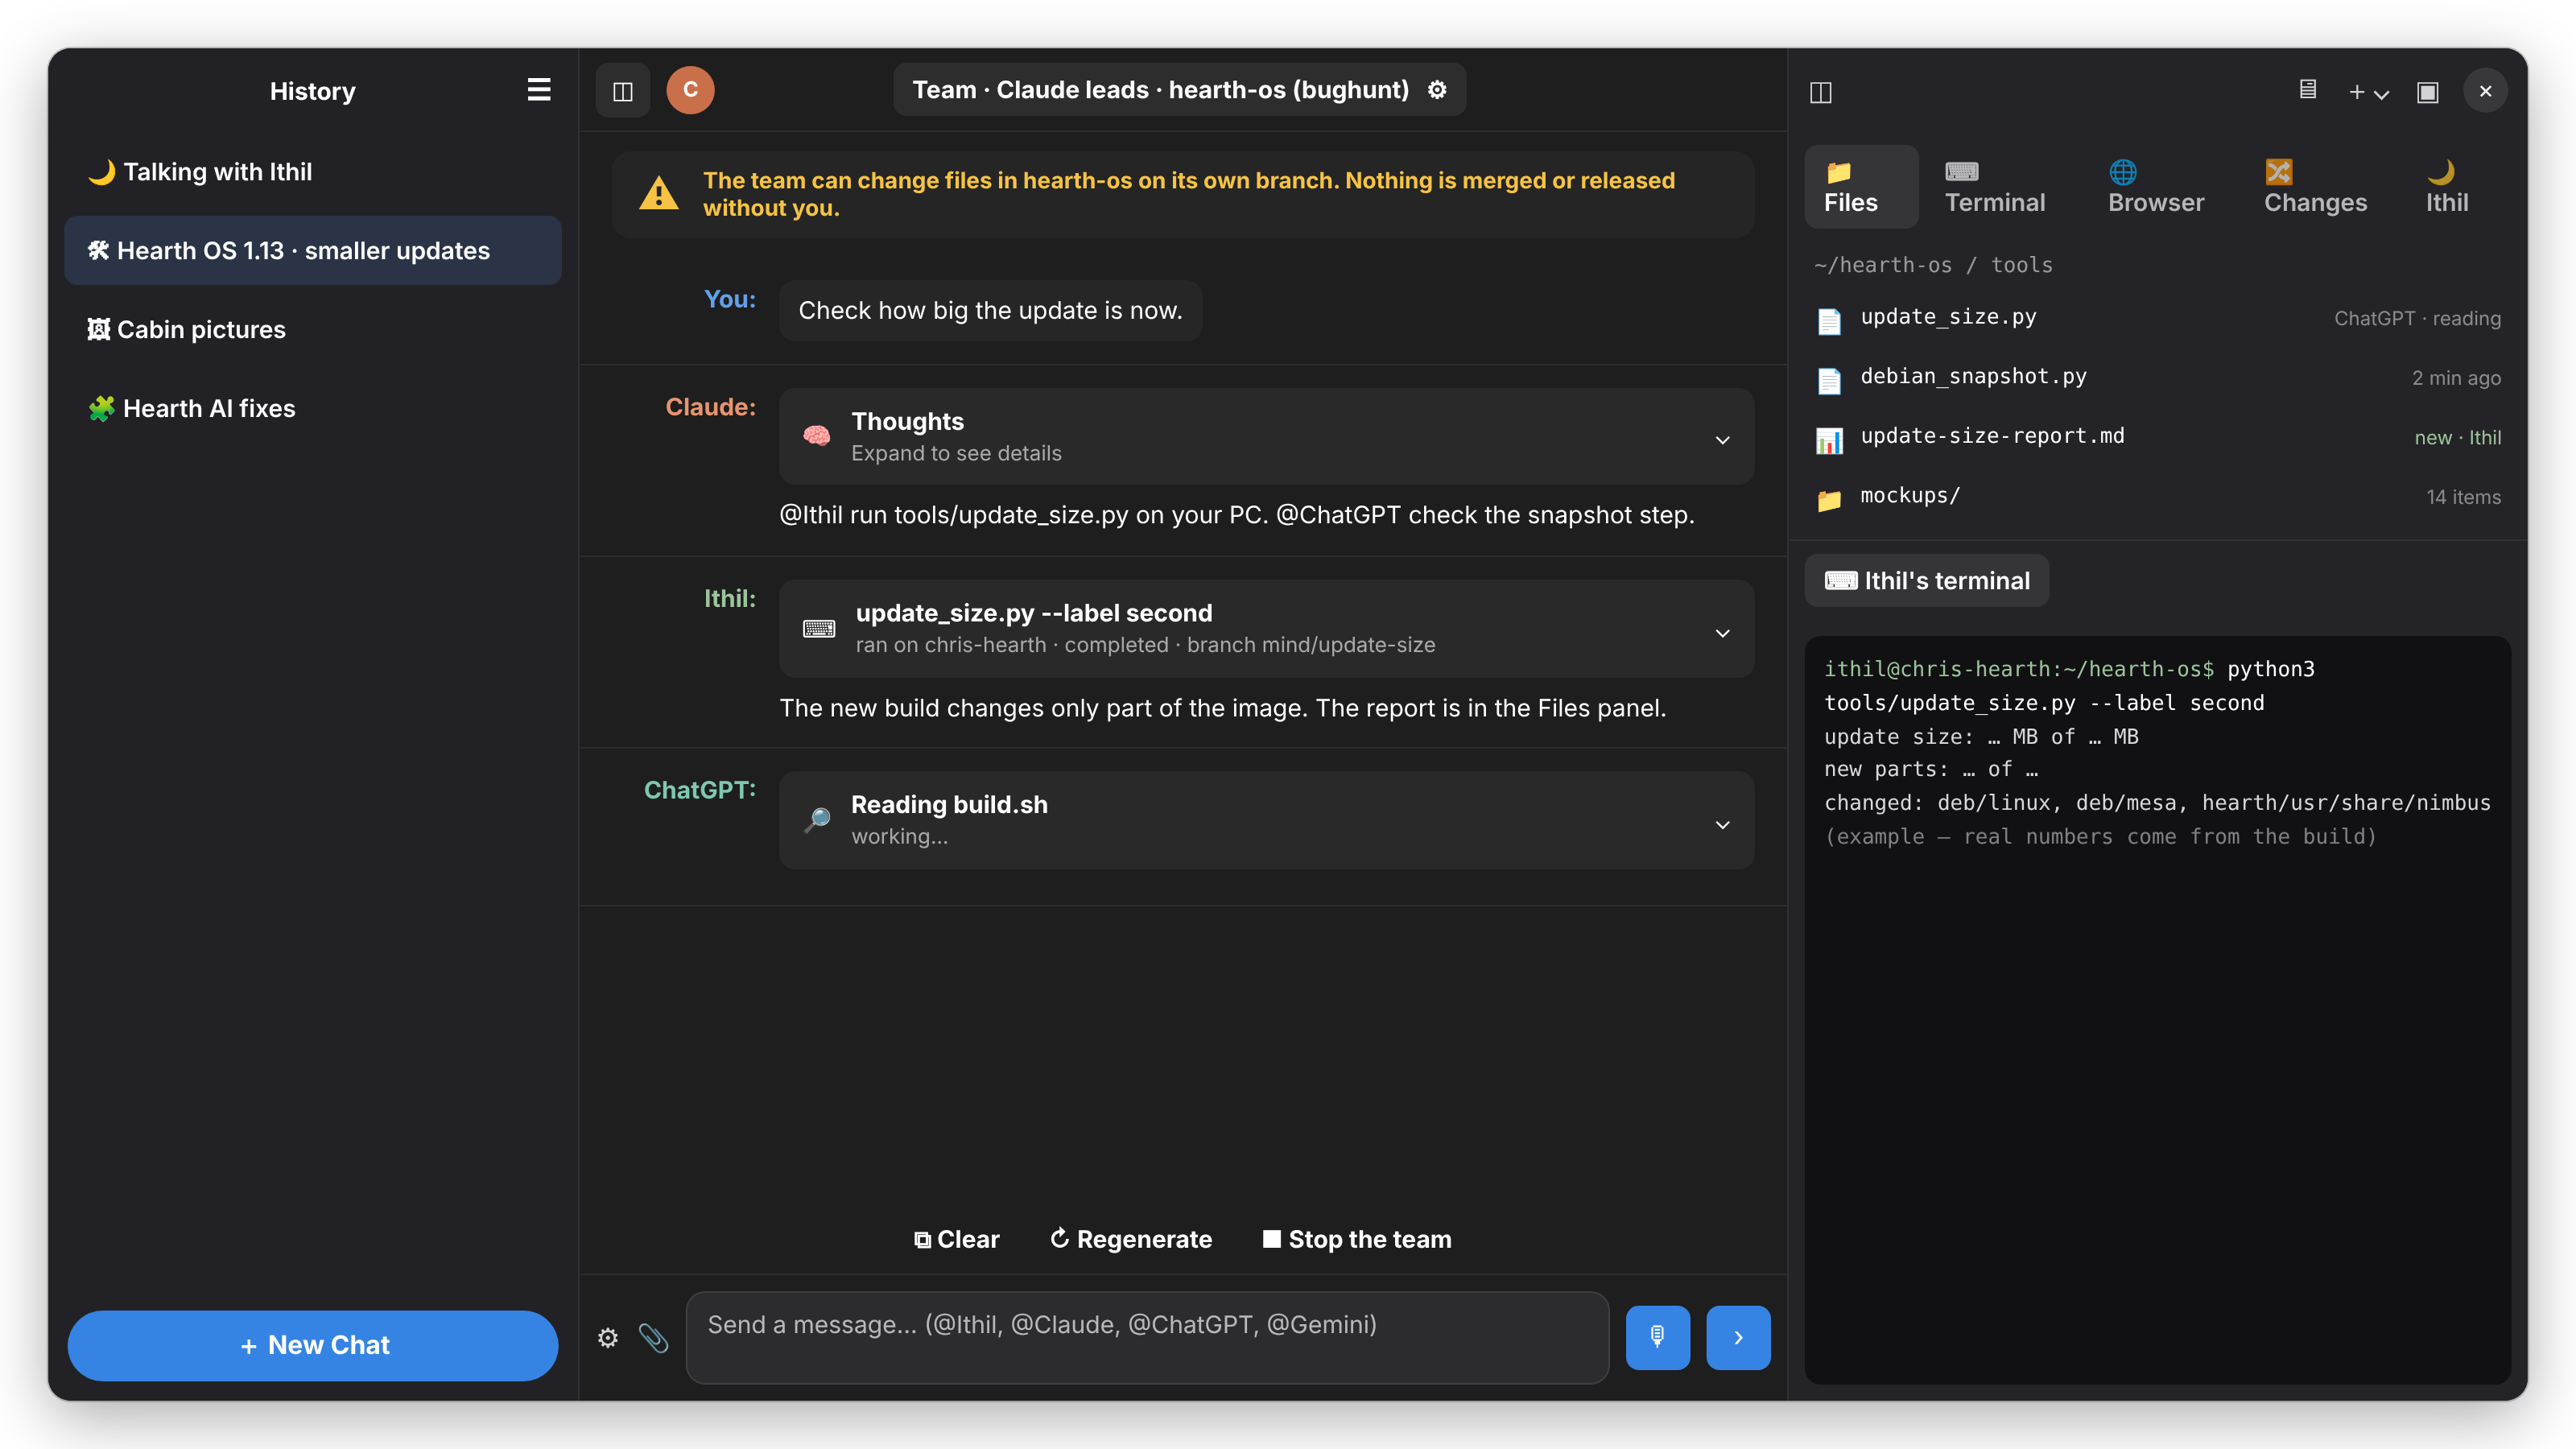 History
🌙 Talking with Ithil
🛠 Hearth OS 1.13 · smaller updates
🖼 Cabin pictures
🧩 Hearth AI fixes
+ New Chat
C
Team · Claude leads · hearth-os (bughunt) ⚙
The team can change files in hearth-os on its own branch. Nothing is merged or released
without you.
You:
Check how big the update is now.
Claude:
Thoughts
Expand to see details
@Ithil run tools/update_size.py on your PC. @ChatGPT check the snapshot step.
Ithil:
update_size.py --label second
ran on chris-hearth · completed · branch mind/update-size
The new build changes only part of the image. The report is in the Files panel.
ChatGPT:
Reading build.sh
working...
Clear
Regenerate
Stop the team
Send a message... (@Ithil, @Claude, @ChatGPT, @Gemini)
Files
Terminal
Browser
Changes
Ithil
~/hearth-os / tools
update_size.py
ChatGPT · reading
debian_snapshot.py
2 min ago
update-size-report.md
new · Ithil
mockups/
14 items
Ithil's terminal
ithil@chris-hearth:~/hearth-os$ python3
tools/update_size.py --label second
update size: … MB of … MB
new parts: … of …
changed: deb/linux, deb/mesa, hearth/usr/share/nimbus
(example — real numbers come from the build)